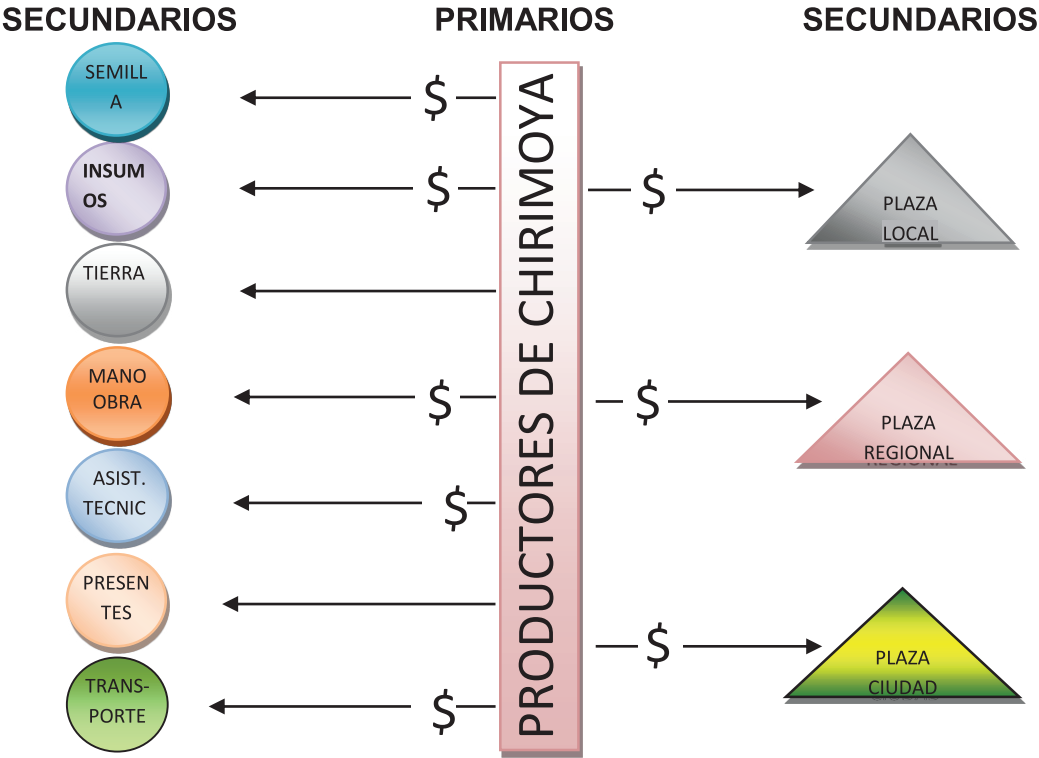 SECUNDARIOS
PRIMARIOS
SECUNDARIOS
SEMILL
A
$
INSUM
OS
$
TIERRA
MANO
OBRA
$
ASIST.
TECNIC
$
PRESEN
TES
TRANS-
PORTE
$
PRODUCTORES DE CHIRIMOYA
$
PLAZA
LOCAL
$
PLAZA
REGIONAL
$
PLAZA
CIUDAD